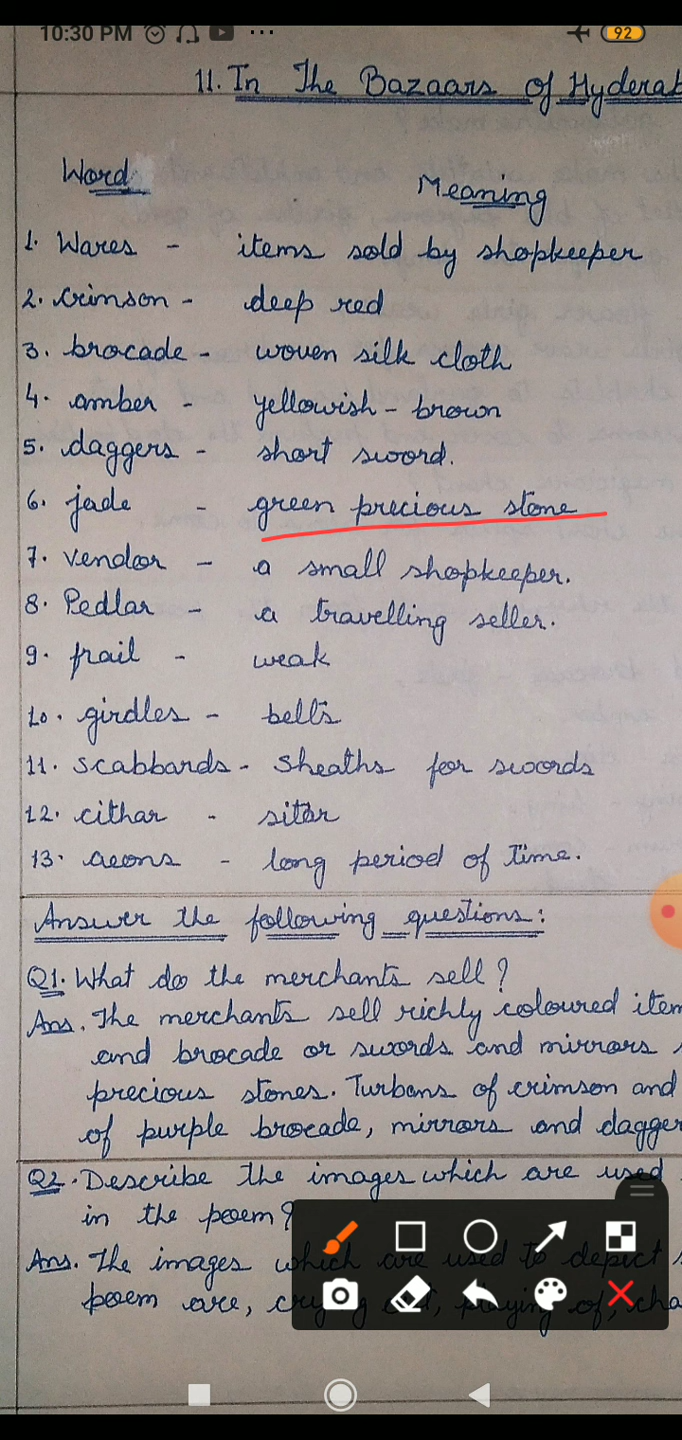 10:30 PM ... 92
11. In The Bazaars of Hyderab
Word Meaning
1. Wares - items sold by shopkeeper
2. crimson - deep red
3. brocade - woven silk cloth
4. amber - yellowish - brown
5. daggers - short sword.
6. jade - green precious stone
7. vendor - a small shopkeeper.
8. Pedlar - a travelling seller.
9. frail - weak
10. girdles - bells
11. scabbards - sheaths for swords
12. cithar - sitar
13. aeons - long period of time.
Answer the following questions:
Q1. What do the merchants sell?
Ans. The merchants sell richly coloured item
and brocade or swords and mirrors
precious stones. Turbans of crimson and
of purple brocade, mirrors and dagger
Q2. Describe the images which are used
in the poem?
Ans. The images which are used to depict
poem are, crying out, playing of, cha